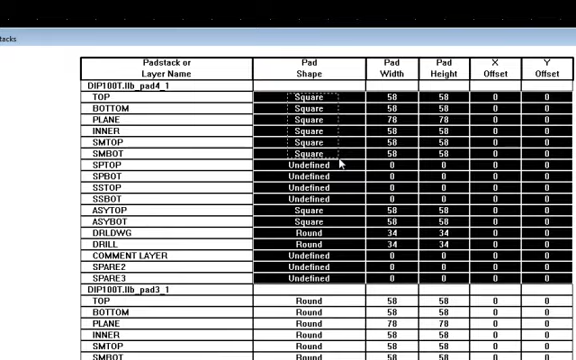 tacks
Padstack or Layer Name Pad Shape Pad Width Pad Height X Offset Y Offset
DIP100T.llb_pad4_1
TOP Square 58 58 0 0
BOTTOM Square 58 58 0 0
PLANE Square 78 78 0 0
INNER Square 58 58 0 0
SMTOP Square 58 58 0 0
SMBOT Square 58 58 0 0
SPTOP Undefined 0 0 0 0
SPBOT Undefined 0 0 0 0
SSTOP Undefined 0 0 0 0
SSBOT Undefined 0 0 0 0
ASYTOP Square 58 58 0 0
ASYBOT Square 58 58 0 0
DRLDWG Round 34 34 0 0
DRILL Round 34 34 0 0
COMMENT LAYER Undefined 0 0 0 0
SPARE2 Undefined 0 0 0 0
SPARE3 Undefined 0 0 0 0
DIP100T.llb_pad3_1
TOP Round 58 58 0 0
BOTTOM Round 58 58 0 0
PLANE Round 78 78 0 0
INNER Round 58 58 0 0
SMTOP Round 58 58 0 0
SMBOT Round 58 58 0 0